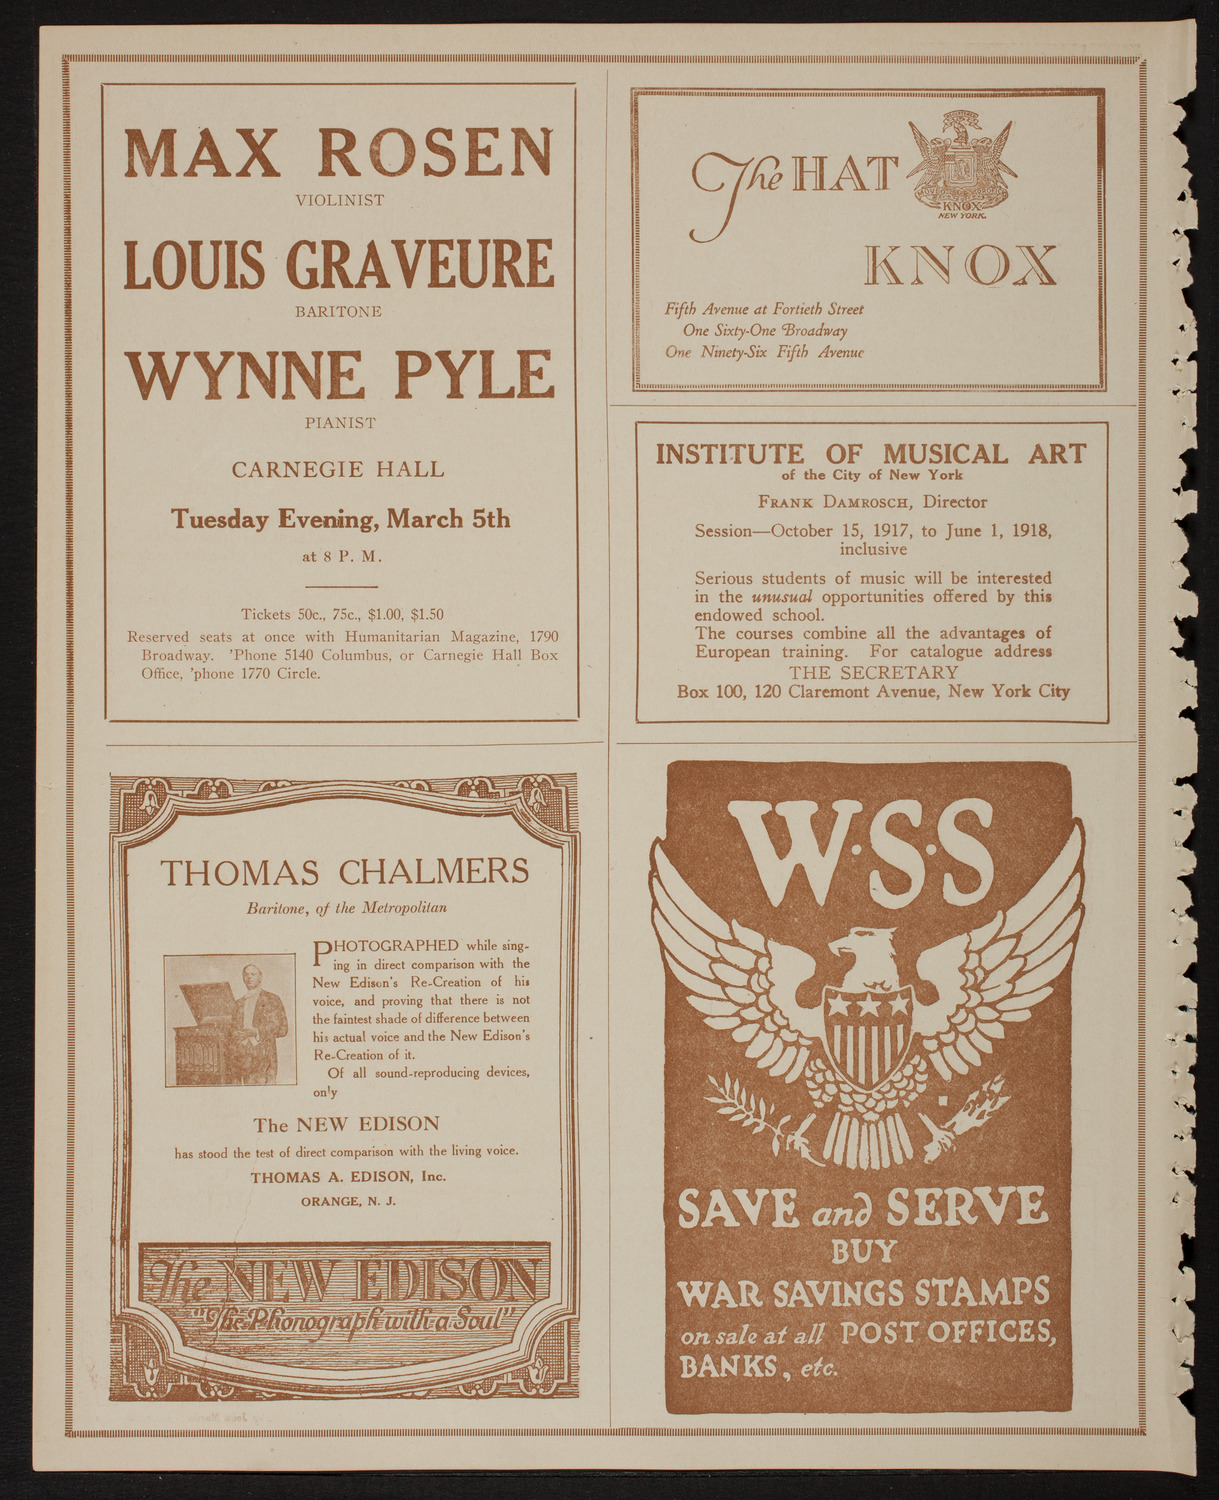 MAX ROSEN
VIOLINIST
LOUIS GRAVEURE
BARITONE
WYNNE PYLE
PIANIST
CARNEGIE HALL
Tuesday Evening, March 5th
at 8 P. M.
Tickets 50c., 75c., $1.00, $1.50
Reserved seats at once with Humanitarian Magazine, 1790
Broadway. 'Phone 5140 Columbus, or Carnegie Hall Box
Office, 'phone 1770 Circle.
The HAT
KNOX
NEW YORK.
KNOX
Fifth Avenue at Fortieth Street
One Sixty-One Broadway
One Ninety-Six Fifth Avenue
INSTITUTE OF MUSICAL ART
of the City of New York
FRANK DAMROSCH, Director
Session—October 15, 1917, to June 1, 1918,
inclusive
Serious students of music will be interested
in the unusual opportunities offered by this
endowed school.
The courses combine all the advantages of
European training. For catalogue address
THE SECRETARY
Box 100, 120 Claremont Avenue, New York City
THOMAS CHALMERS
Baritone, of the Metropolitan
PHOTOGRAPHED while sing-
ing in direct comparison with the
New Edison's Re-Creation of his
voice, and proving that there is not
the faintest shade of difference between
his actual voice and the New Edison's
Re-Creation of it.
Of all sound-reproducing devices,
only
The NEW EDISON
has stood the test of direct comparison with the living voice.
THOMAS A. EDISON, Inc.
ORANGE, N. J.
The NEW EDISON
"The Phonograph with a Soul"
W·S·S
SAVE and SERVE
BUY
WAR SAVINGS STAMPS
on sale at all POST OFFICES,
BANKS, etc.